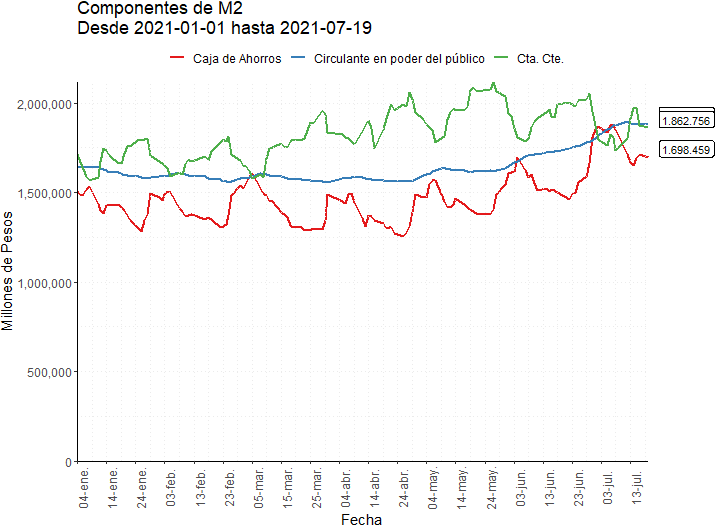 Componentes de M2
Desde 2021-01-01 hasta 2021-07-19
Caja de Ahorros Circulante en poder del público Cta. Cte.
Millones de Pesos
2,000,000
1,500,000
1,000,000
500,000
0
1.862.756
1.698.459
04-ene. 14-ene. 24-ene. 03-feb. 13-feb. 23-feb. 05-mar. 15-mar. 25-mar. 04-abr. 14-abr. 24-abr. 04-may. 14-may. 24-may. 03-jun. 13-jun. 23-jun. 03-jul. 13-jul.
Fecha